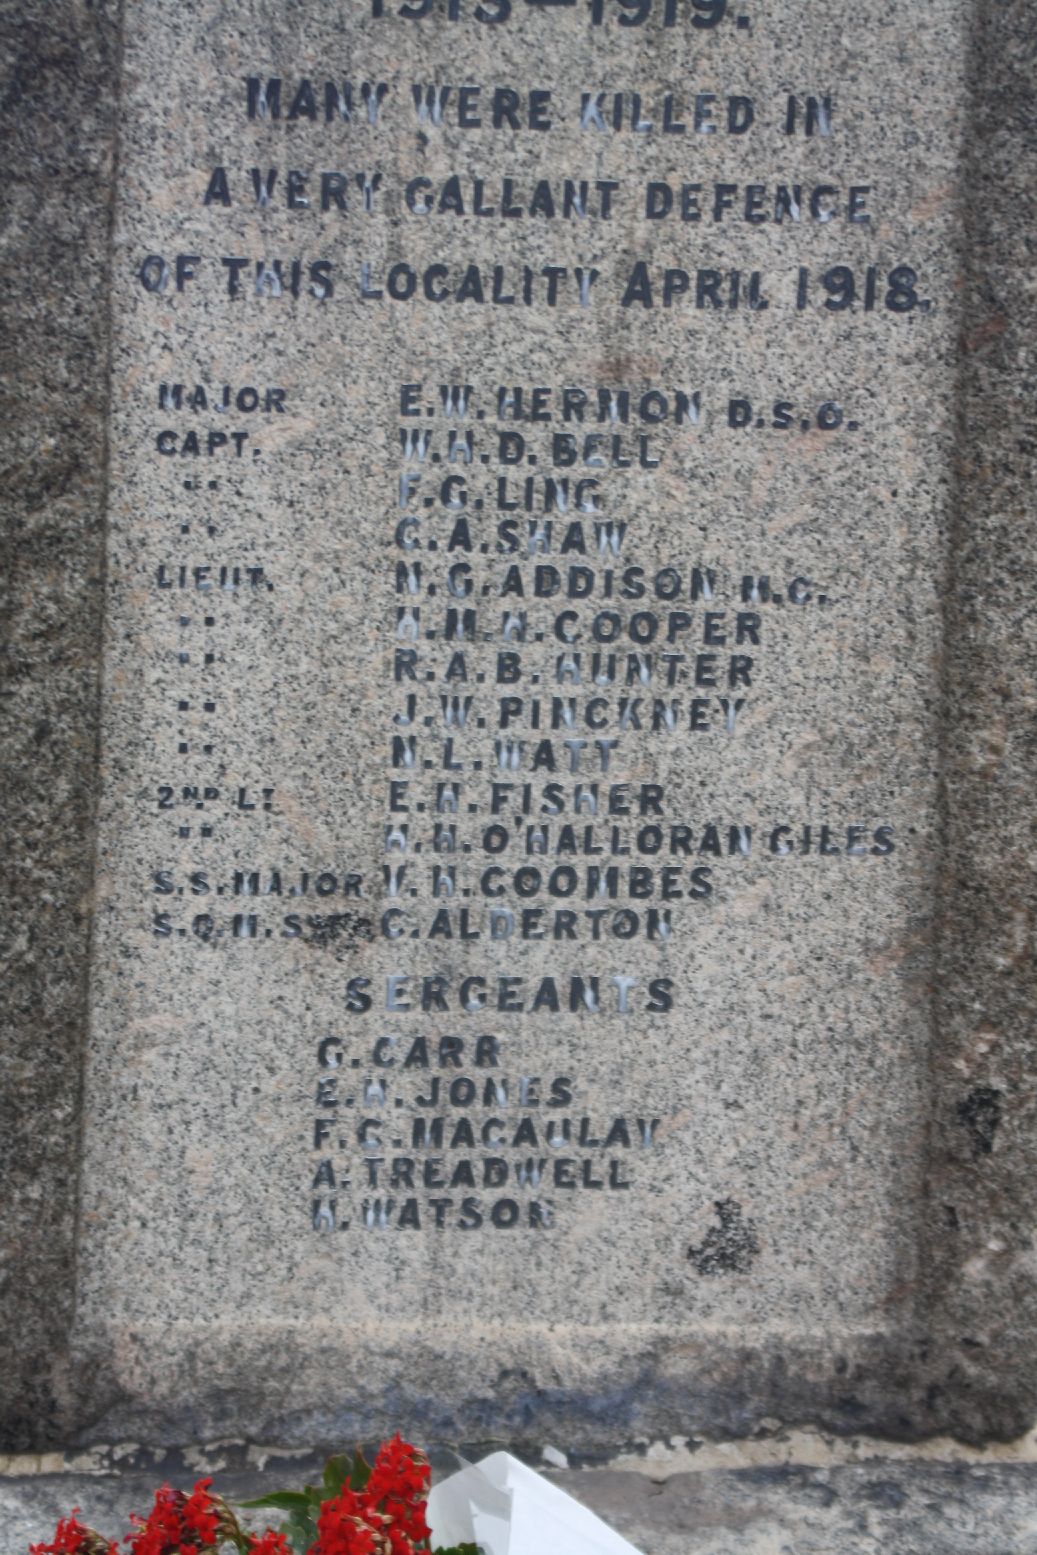 1915–1919.
MANY WERE KILLED IN
A VERY GALLANT DEFENCE
OF THIS LOCALITY APRIL 1918.
MAJOR E.W. HERMON D.S.O.
CAPT. W.H.D. BELL
" F.G. LING
" G.A. SHAW
LIEUT. N.G. ADDISON M.C.
" H.M.H. COOPER
" R.A.B. HUNTER
" J.W. PINCKNEY
" N.L. WATT
2ND LT E.H. FISHER
" H.H. O'HALLORAN GILES
S.S. MAJOR V.H. COOMBES
S.Q.M. C. ALDERTON
SERGEANTS
G. CARR
E.H. JONES
F.C. MACAULAY
A. TREADWELL
H. WATSON